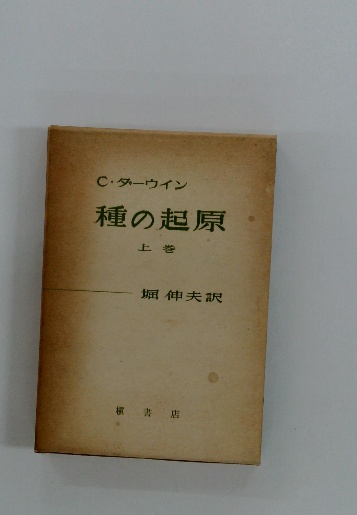 C・ダーウイン
種の起原
上巻
堀伸夫訳
槇書店